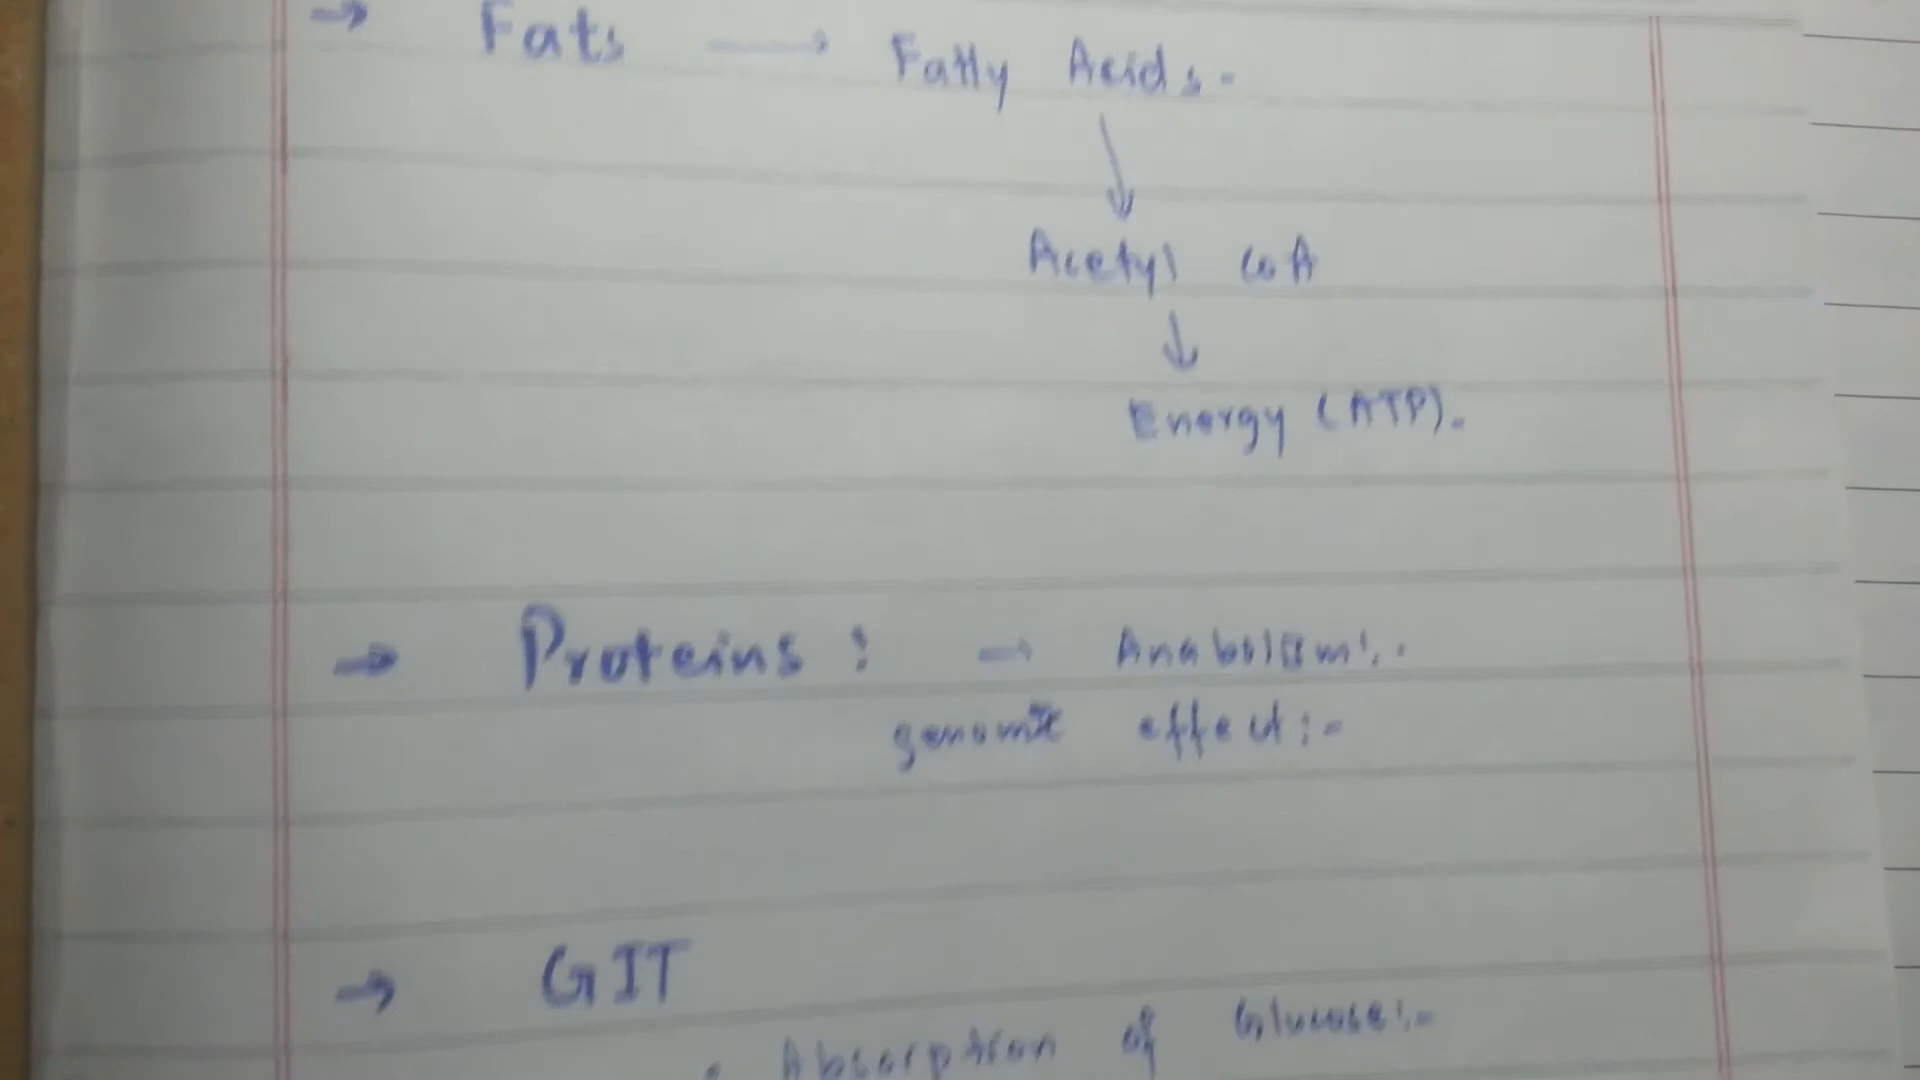 → Fats → Fatty Acids -
↓
Acetyl CoA
↓
Energy (ATP).
→ Proteins : → Anabolism :-
genomic effect :-
→ GIT
• Absorption of Glucose :-